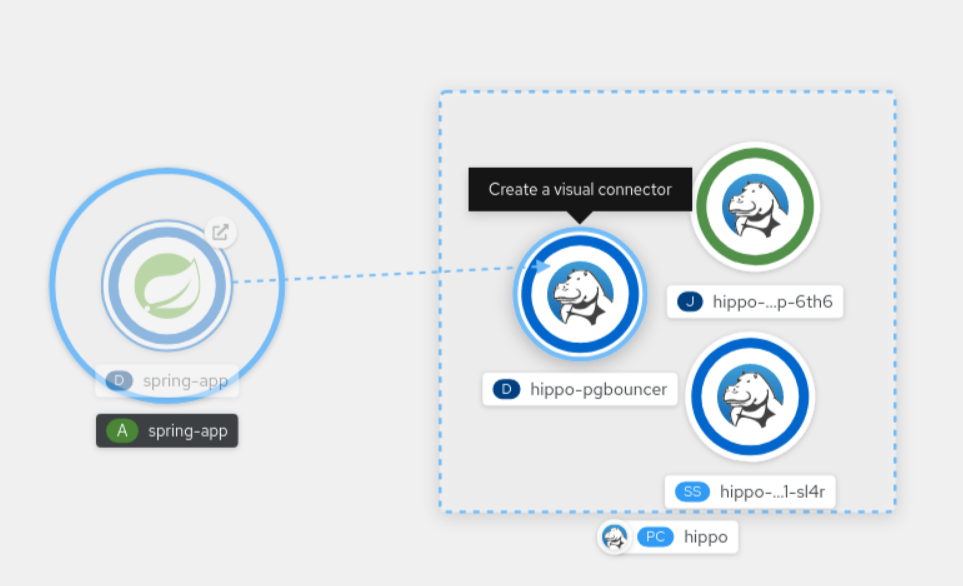 Create a visual connector
J hippo-...p-6th6
D spring-app
D hippo-pgbouncer
A spring-app
SS hippo-...1-sl4r
PC hippo